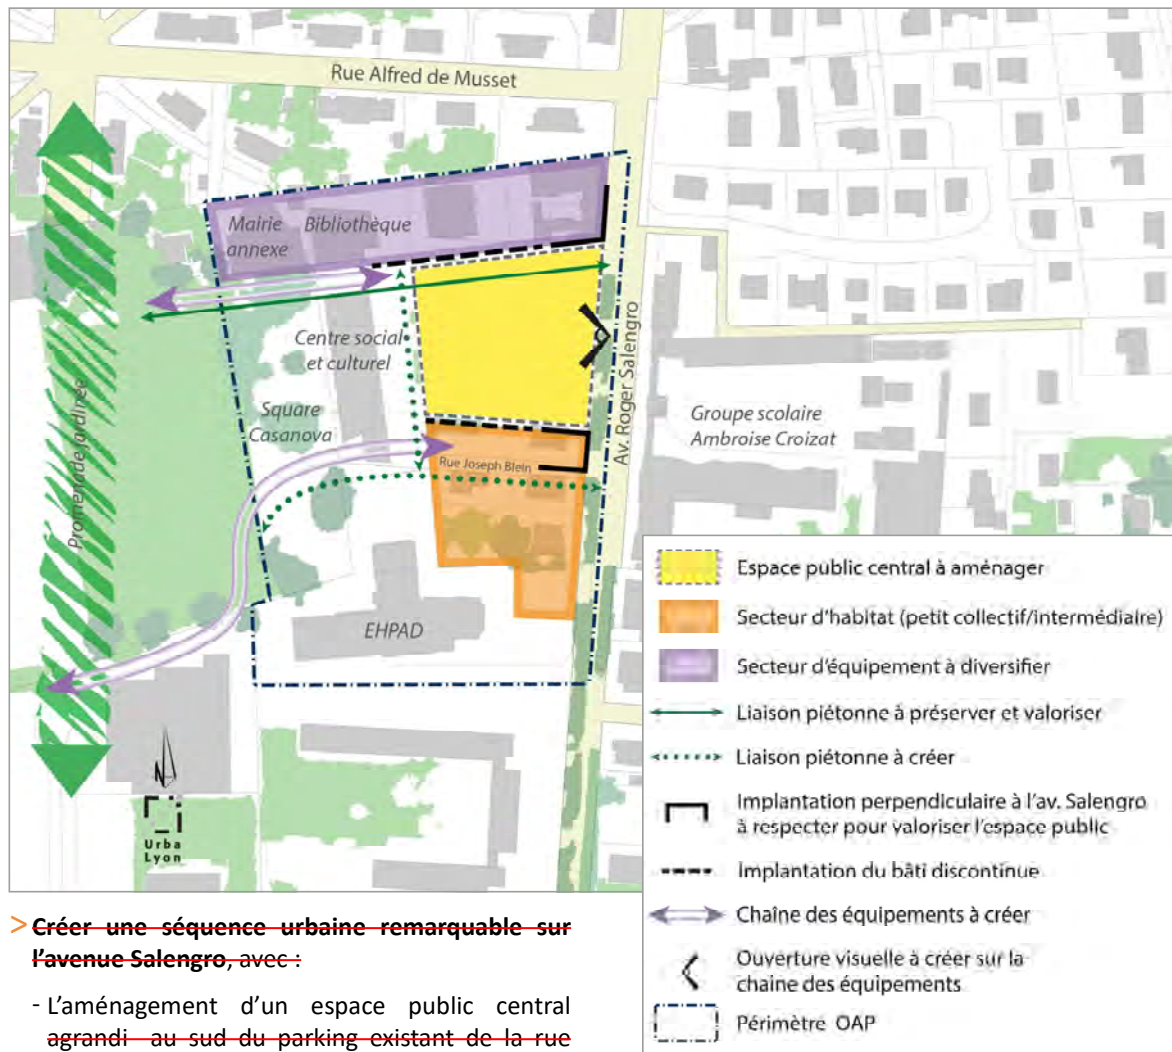 Rue Alfred de Musset
Mairie Bibliothèque
annexe
Centre social
et culturel
Square
Casanova
Promenade jardinée
Av. Roger Salengro
Groupe scolaire
Ambroise Croizat
Rue Joseph Blein
EHPAD
Urba
Lyon
Espace public central à aménager
Secteur d'habitat (petit collectif/intermédiaire)
Secteur d'équipement à diversifier
Liaison piétonne à préserver et valoriser
Liaison piétonne à créer
Implantation perpendiculaire à l'av. Salengro
à respecter pour valoriser l'espace public
Implantation du bâti discontinue
Chaîne des équipements à créer
Ouverture visuelle à créer sur la
chaîne des équipements
Périmètre OAP
> Créer une séquence urbaine remarquable sur
l'avenue Salengro, avec :
- L'aménagement d'un espace public central
agrandi au sud du parking existant de la rue